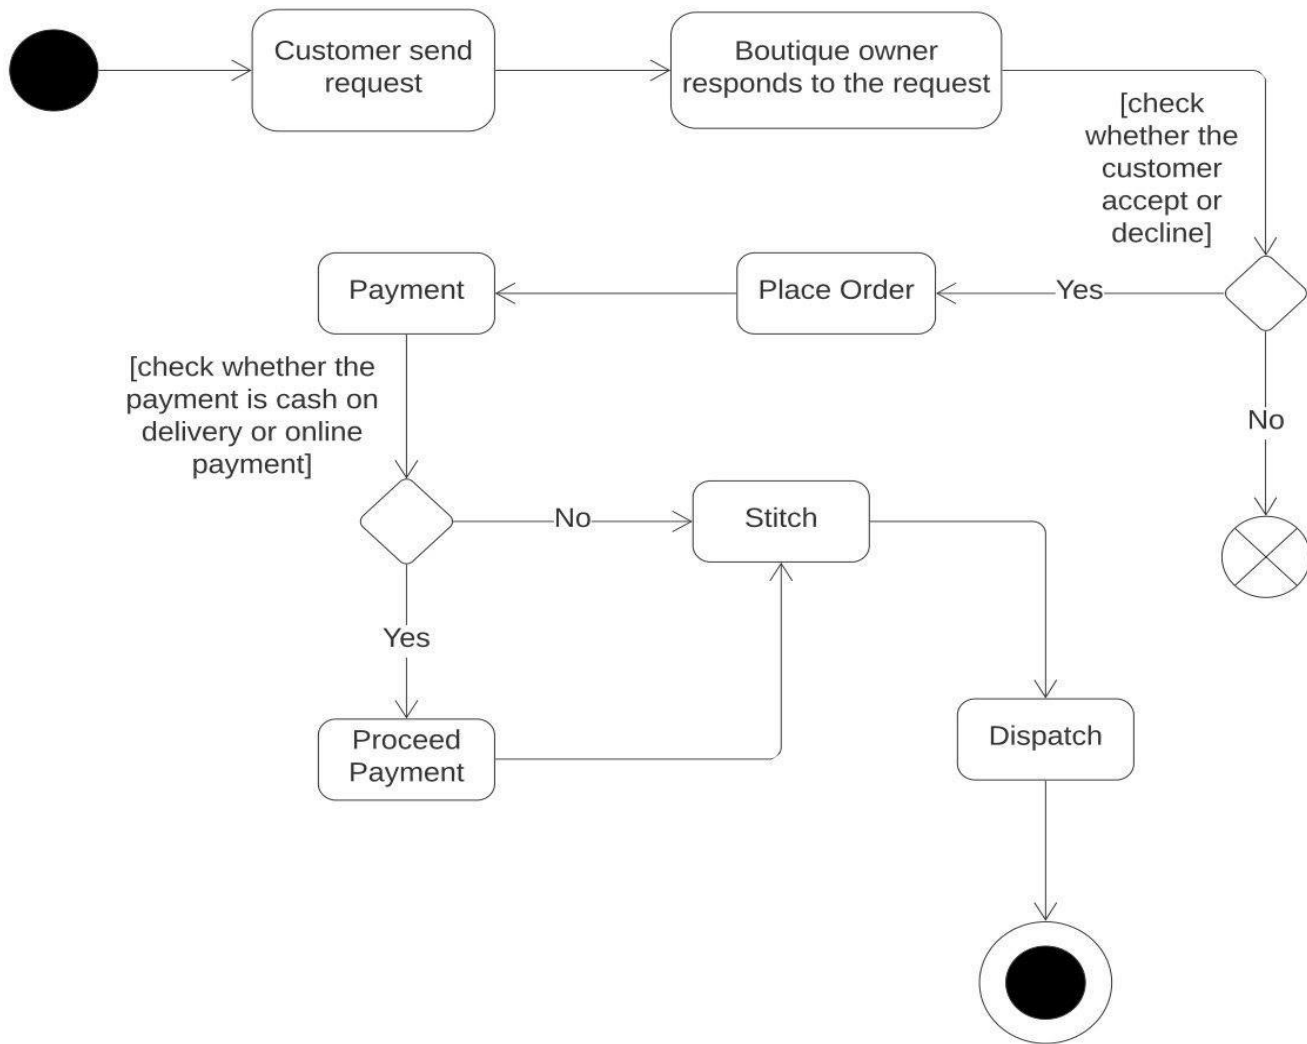 Customer send
request
Boutique owner
responds to the request
[check
whether the
customer
accept or
decline]
Payment
Place Order
Yes
[check whether the
payment is cash on
delivery or online
payment]
No
No
Stitch
Yes
Proceed
Payment
Dispatch